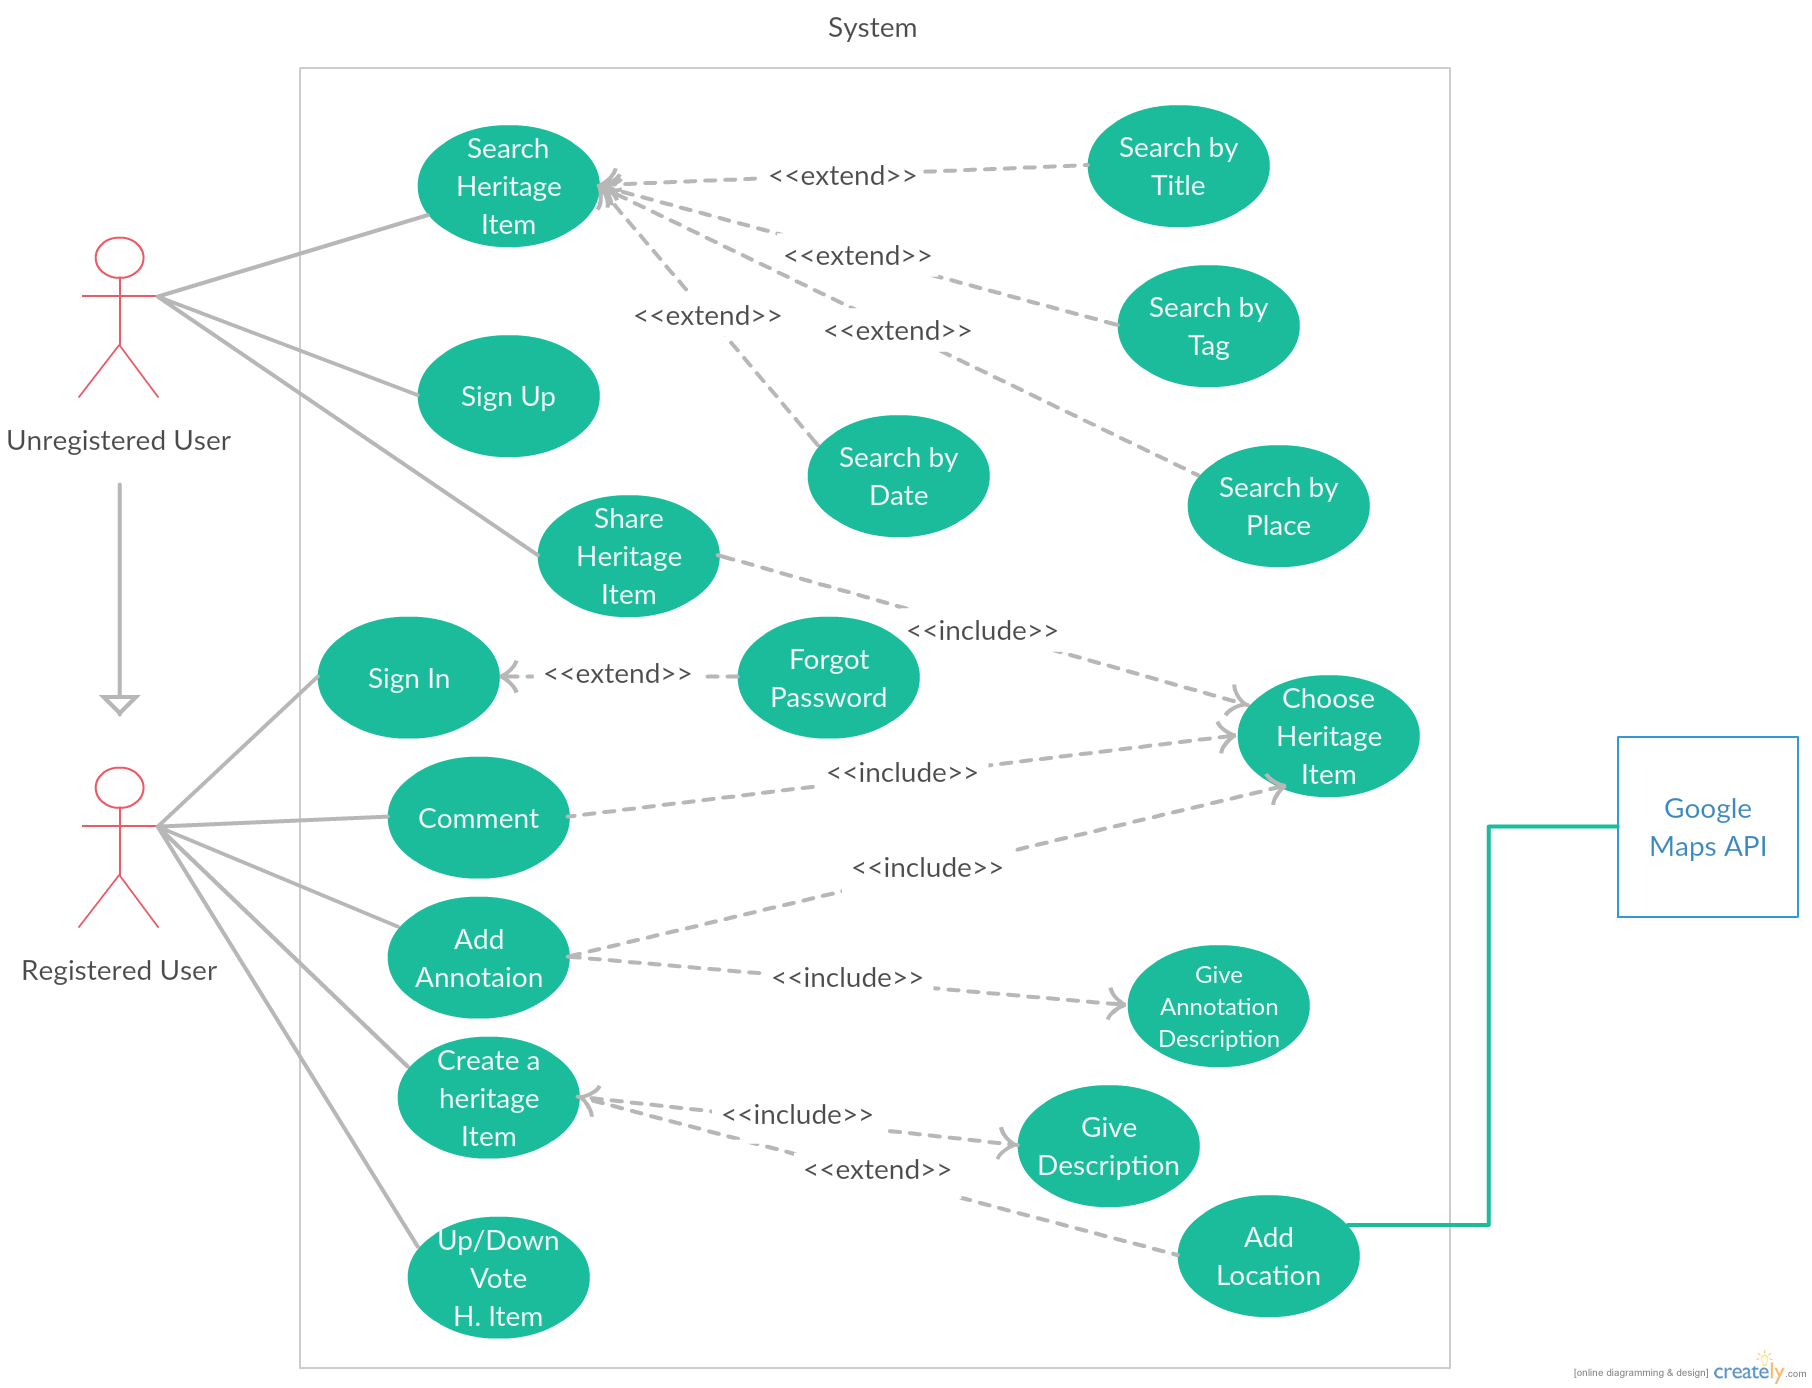 System
Search
Heritage
Item
<<extend>>
Search by
Title
<<extend>>
Search by
Tag
<<extend>>
<<extend>>
Sign Up
Unregistered User
Search by
Date
Search by
Place
Share
Heritage
Item
<<include>>
Sign In
<<extend>>
Forgot
Password
Choose
Heritage
Item
<<include>>
Comment
Google
Maps API
<<include>>
Registered User
Add
Annotaion
<<include>>
Give
Annotation
Description
Create a
heritage
Item
<<include>>
Give
Description
<<extend>>
Up/Down
Vote
H. Item
Add
Location
[online diagramming & design] creately.com